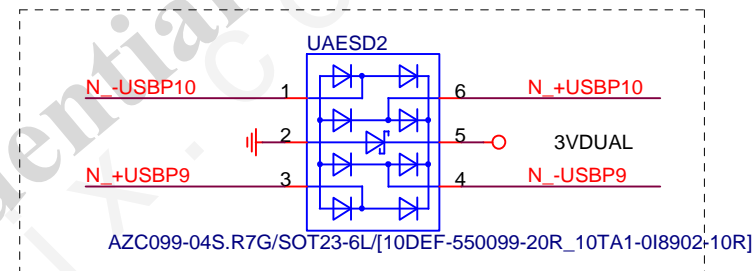 UAESD2
N_-USBP10 1 6 N_+USBP10
2 5 3VDUAL
N_+USBP9 3 4 N_-USBP9
AZC099-04S.R7G/SOT23-6L/[10DEF-550099-20R_10TA1-0I8902-10R]